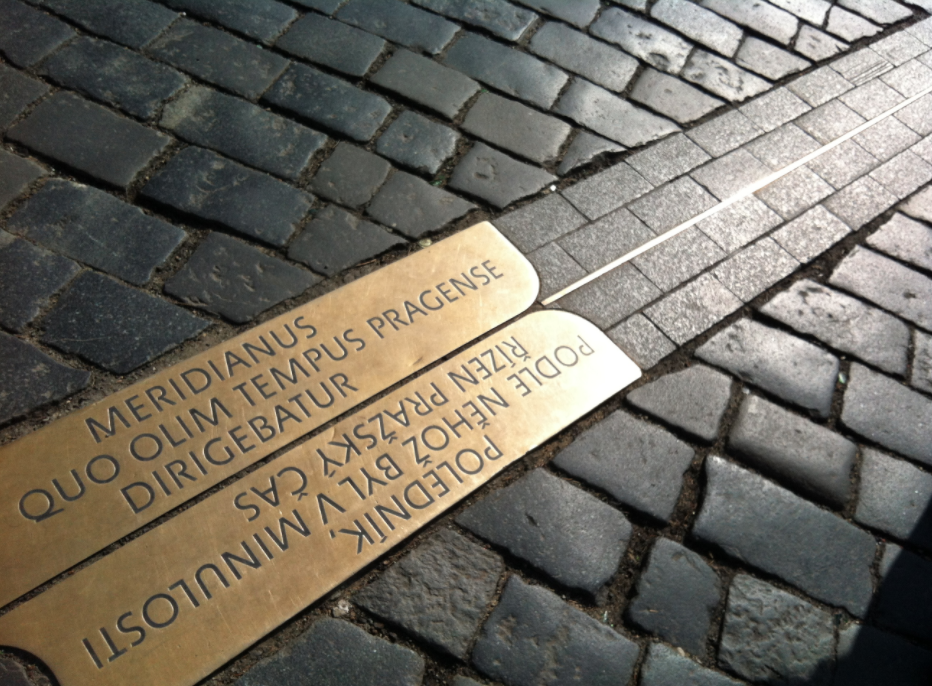 MERIDIANUS
QUO OLIM TEMPUS PRAGENSE
DIRIGEBATUR
POLEDNÍK,
PODLE NĚHOŽ BYL V MINULOSTI
ŘÍZEN PRAŽSKÝ ČAS